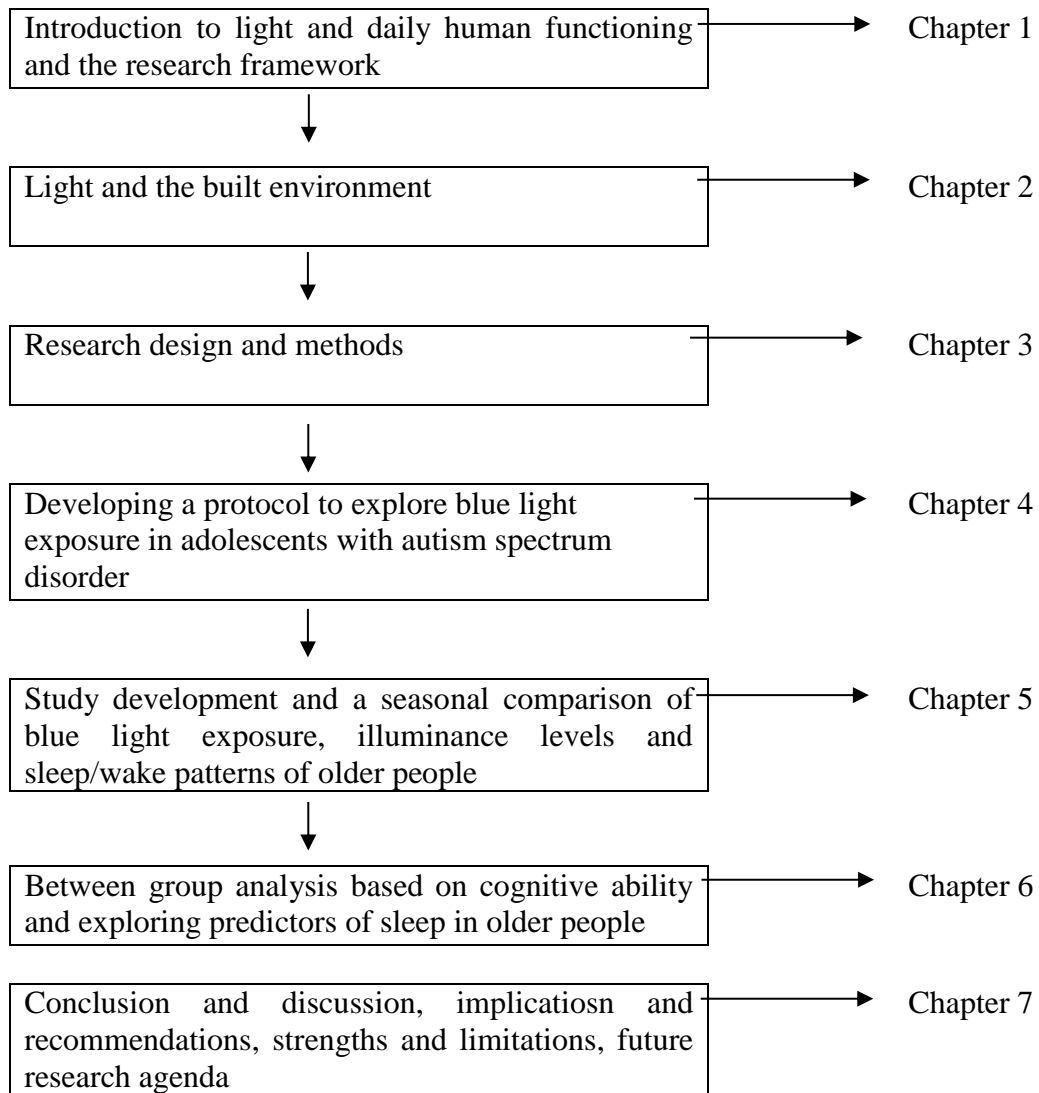 Introduction to light and daily human functioning
and the research framework
Chapter 1
Light and the built environment
Chapter 2
Research design and methods
Chapter 3
Developing a protocol to explore blue light
exposure in adolescents with autism spectrum
disorder
Chapter 4
Study development and a seasonal comparison of
blue light exposure, illuminance levels and
sleep/wake patterns of older people
Chapter 5
Between group analysis based on cognitive ability
and exploring predictors of sleep in older people
Chapter 6
Conclusion and discussion, implicatiosn and
recommendations, strengths and limitations, future
research agenda
Chapter 7